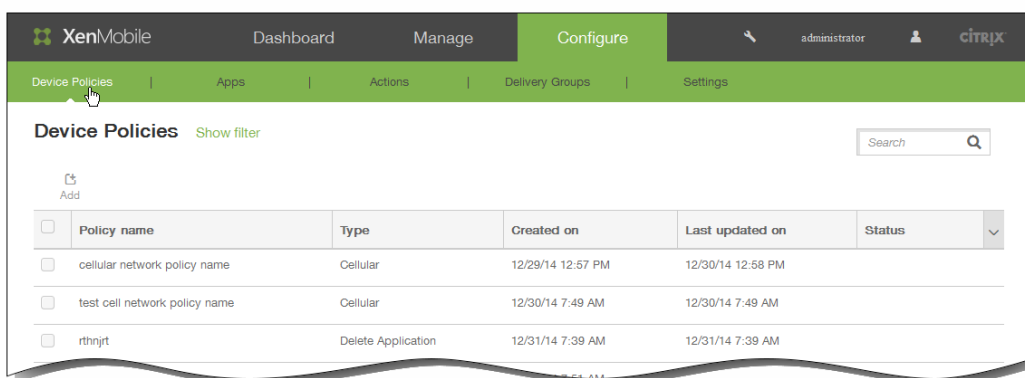 XenMobile Dashboard Manage Configure administrator CITRIX
Device Policies | Apps | Actions | Delivery Groups | Settings
Device Policies Show filter Search
Add
Policy name Type Created on Last updated on Status
cellular network policy name Cellular 12/29/14 12:57 PM 12/30/14 12:58 PM
test cell network policy name Cellular 12/30/14 7:49 AM 12/30/14 7:49 AM
rthnjrt Delete Application 12/31/14 7:39 AM 12/31/14 7:39 AM
7:51 AM